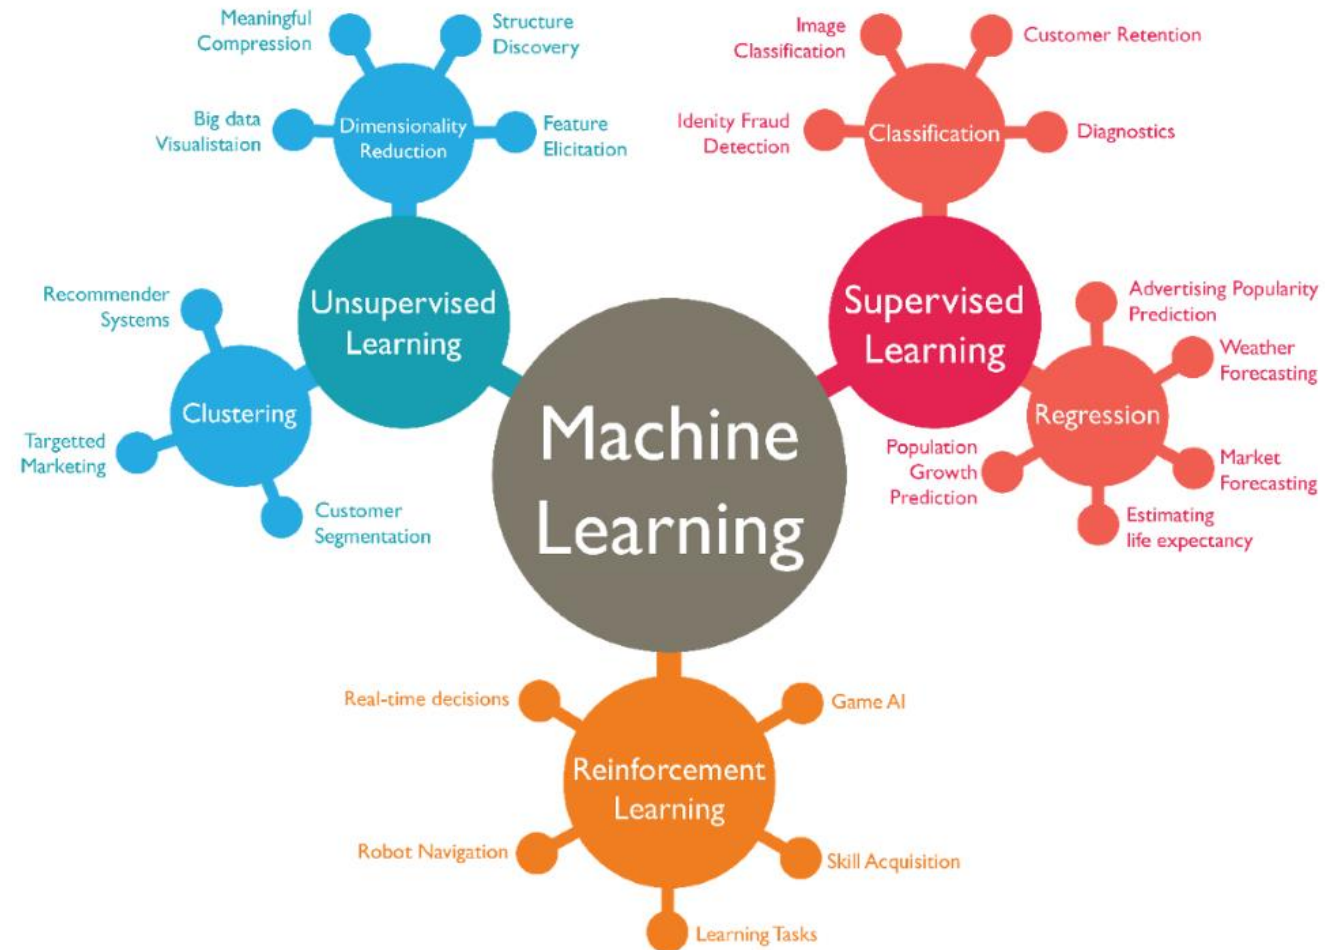 Meaningful
Compression
Structure
Discovery
Big data
Visualistaion
Dimensionality
Reduction
Feature
Elicitation
Image
Classification
Customer Retention
Idenity Fraud
Detection
Classification
Diagnostics
Unsupervised
Learning
Supervised
Learning
Recommender
Systems
Clustering
Targetted
Marketing
Customer
Segmentation
Machine
Learning
Advertising Popularity
Prediction
Weather
Forecasting
Regression
Population
Growth
Prediction
Market
Forecasting
Estimating
life expectancy
Real-time decisions
Game AI
Reinforcement
Learning
Robot Navigation
Skill Acquisition
Learning Tasks